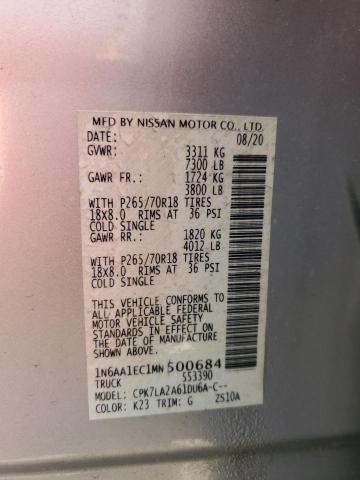 MFD BY NISSAN MOTOR CO., LTD.
DATE: 08/20
GVWR: 3311 KG
7300 LB
GAWR FR.: 1724 KG
3800 LB
WITH P265/70R18 TIRES
18X8.0 RIMS AT 36 PSI
COLD SINGLE
GAWR RR.: 1820 KG
4012 LB
WITH P265/70R18 TIRES
18X8.0 RIMS AT 36 PSI
COLD SINGLE
THIS VEHICLE CONFORMS TO
ALL APPLICABLE FEDERAL
MOTOR VEHICLE SAFETY
STANDARDS IN EFFECT ON
THE DATE OF MANUFACTURE
SHOWN ABOVE
1N6AA1EC1MN500684
TRUCK 553390
MODEL: CPK7LA2A61DU6A-C--
COLOR: K23 TRIM: G ZS10A